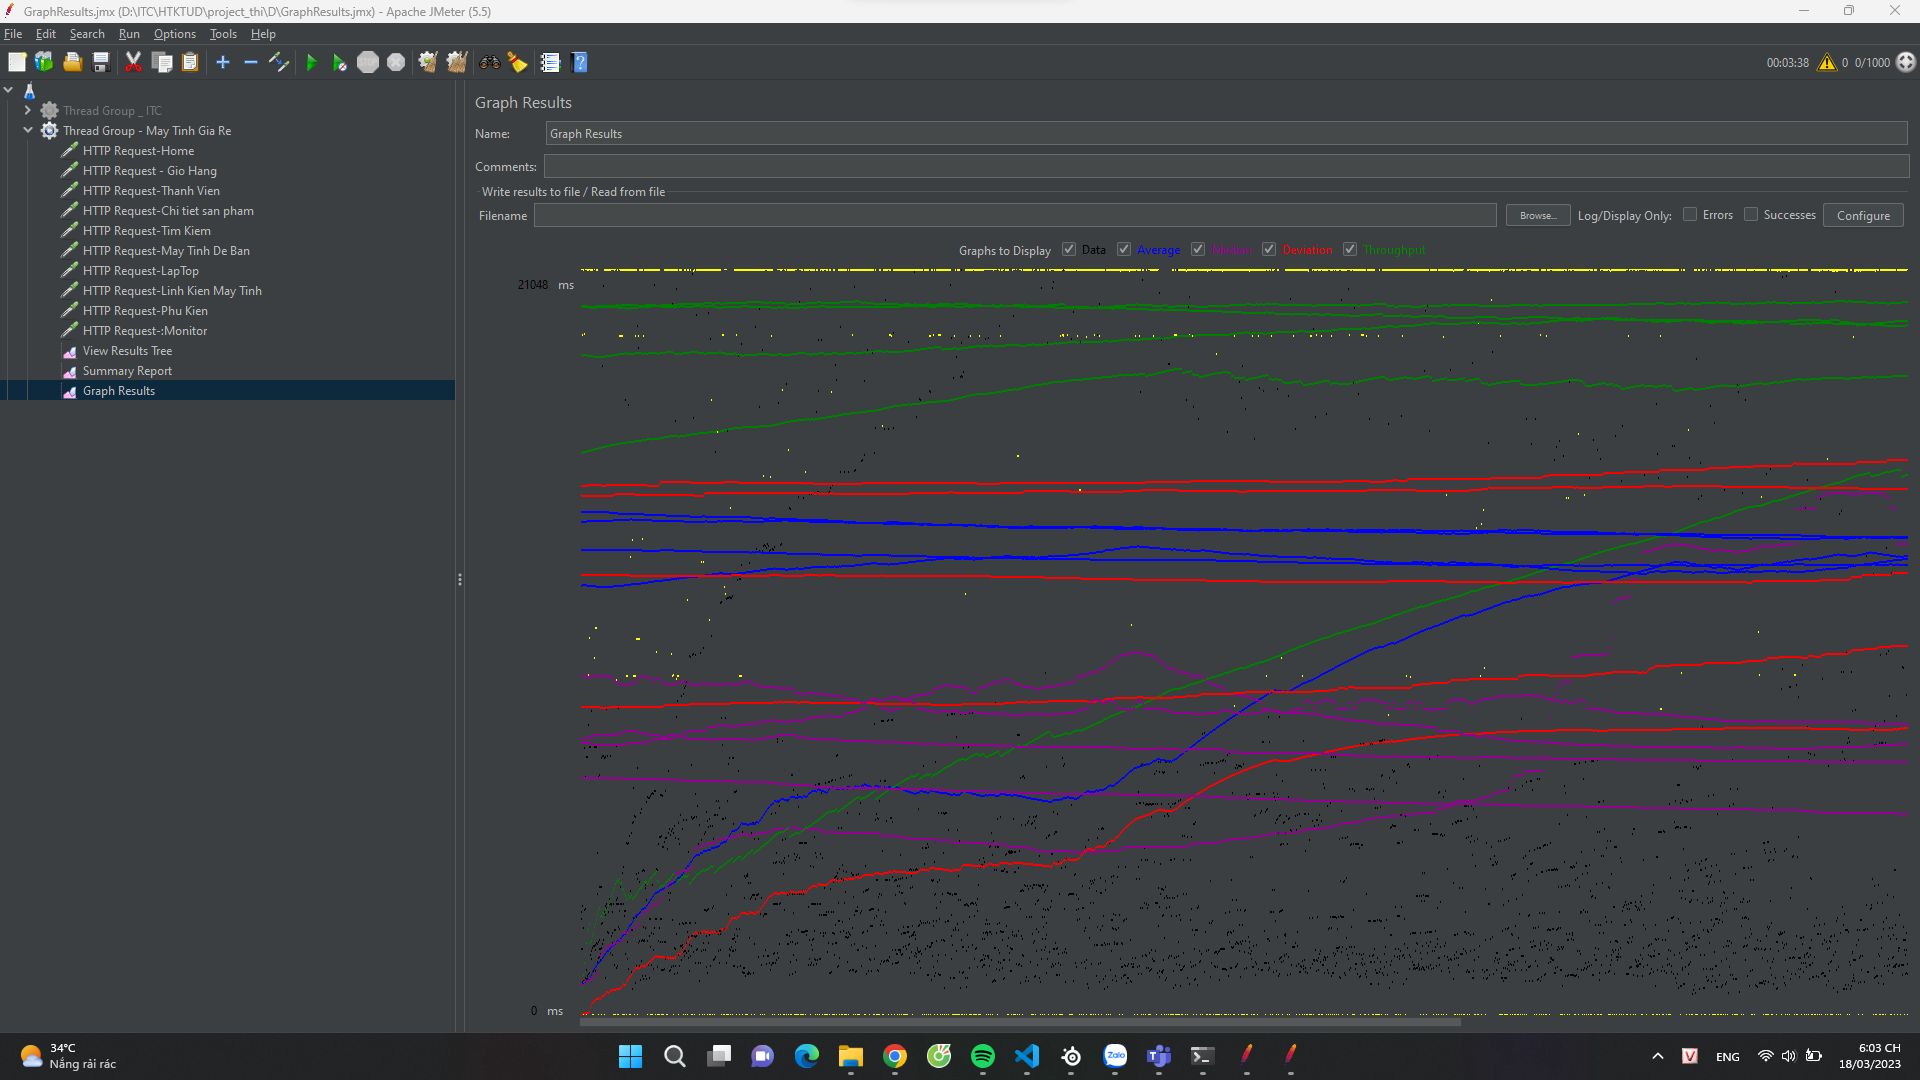 GraphResults.jmx (D:\ITC\HTKTUD\project_thi\D\GraphResults.jmx) - Apache JMeter (5.5)
File Edit Search Run Options Tools Help
00:03:38 0 0/1000
Thread Group _ ITC
Thread Group - May Tinh Gia Re
HTTP Request-Home
HTTP Request - Gio Hang
HTTP Request-Thanh Vien
HTTP Request-Chi tiet san pham
HTTP Request-Tim Kiem
HTTP Request-May Tinh De Ban
HTTP Request-LapTop
HTTP Request-Linh Kien May Tinh
HTTP Request-Phu Kien
HTTP Request-:Monitor
View Results Tree
Summary Report
Graph Results
Graph Results
Name: Graph Results
Comments:
Write results to file / Read from file
Filename Browse... Log/Display Only: Errors Successes Configure
Graphs to Display Data Average Median Deviation Throughput
21048 ms
0 ms
34°C
Nắng rải rác
Zalo
V
ENG
6:03 CH
18/03/2023